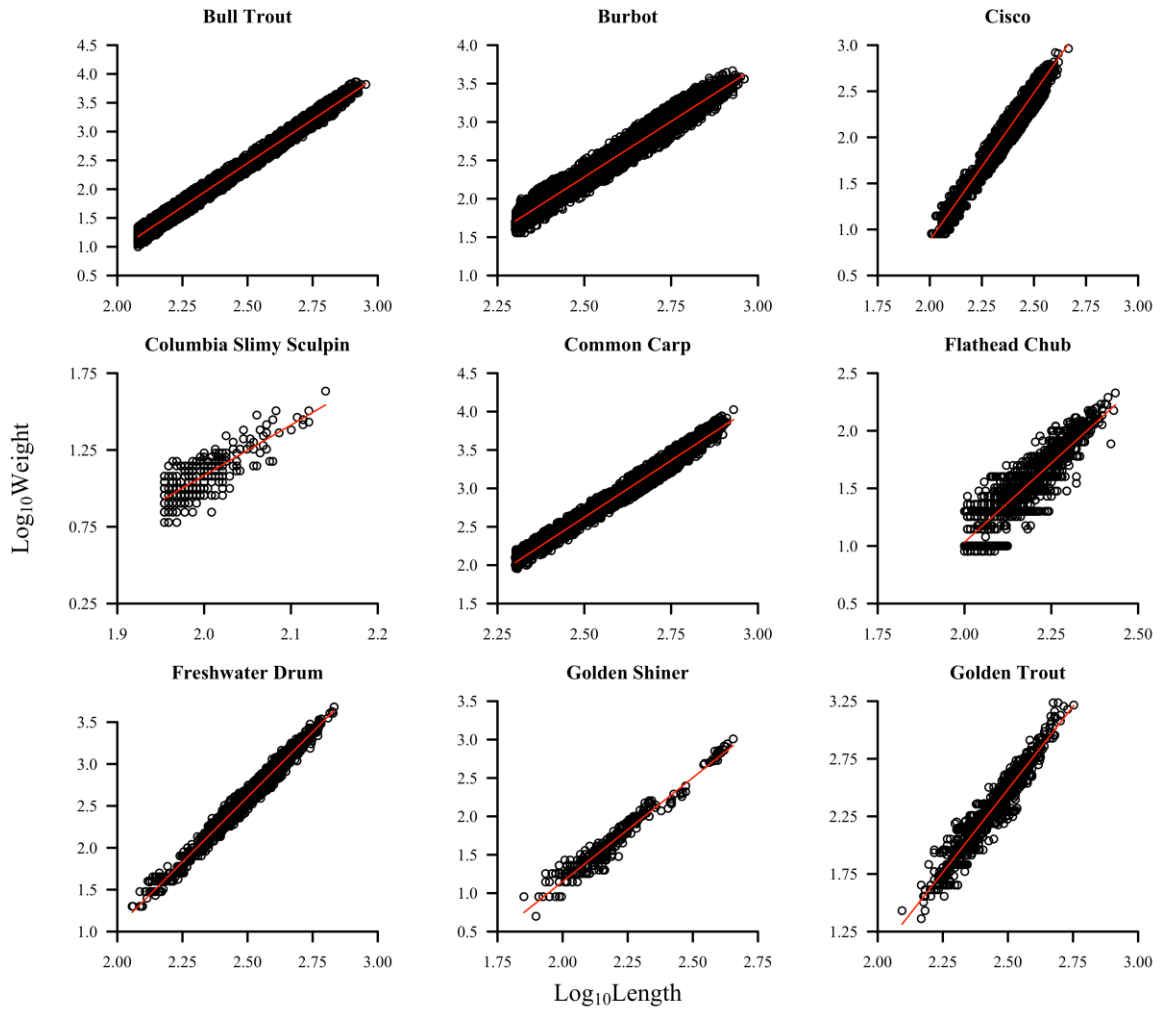 Bull Trout Burbot Cisco
4.5 4.0 3.0
4.0
3.5 3.5 2.5
3.0 3.0
2.5 2.5 2.0
2.0 2.0 1.5
1.5
1.0 1.5 1.0
0.5 1.0 0.5
2.00 2.25 2.50 2.75 3.00 2.25 2.50 2.75 3.00 1.75 2.00 2.25 2.50 2.75 3.00
Columbia Slimy Sculpin Common Carp Flathead Chub
1.75 4.5 2.5
4.0
3.5 2.0
1.25 3.0 1.5
0.75 2.5
2.0 1.0
0.25 1.5 0.5
1.9 2.0 2.1 2.2 2.25 2.50 2.75 3.00 1.75 2.00 2.25 2.50
Log₁₀Weight
Freshwater Drum Golden Shiner Golden Trout
3.5 3.5 3.25
3.0 3.0 2.75
2.5 2.5
2.0 2.0 2.25
1.5 1.5 1.75
1.0
1.0 0.5 1.25
2.00 2.25 2.50 2.75 3.00 1.75 2.00 2.25 2.50 2.75 2.00 2.25 2.50 2.75 3.00
Log₁₀Length